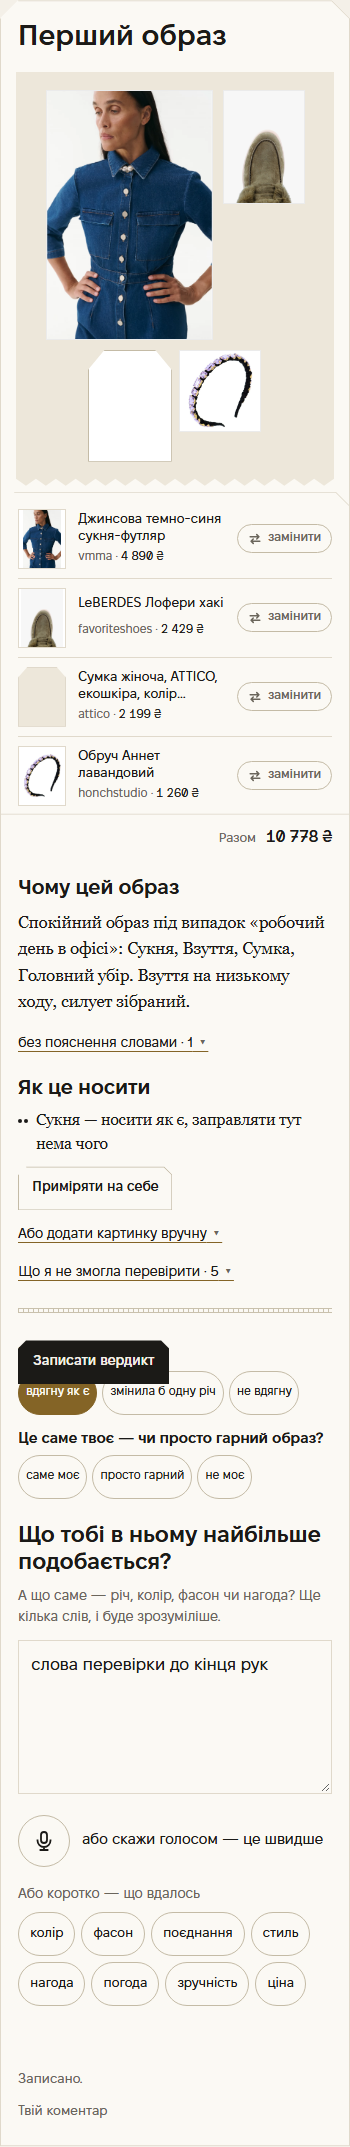 Перший образ
Джинсова темно-синя
сукня-футляр
vmma · 4 890 ₴
замінити
LeBERDES Лофери хакі
favoriteshoes · 2 429 ₴
замінити
Сумка жіноча, ATTICO,
екошкіра, колір...
attico · 2 199 ₴
замінити
Обруч Аннет
лавандовий
honchstudio · 1 260 ₴
замінити
Разом 10 778 ₴
Чому цей образ
Спокійний образ під випадок «робочий
день в офісі»: Сукня, Взуття, Сумка,
Головний убір. Взуття на низькому
ходу, силует зібраний.
без пояснення словами · 1
Як це носити
Сукня — носити як є, заправляти тут
нема чого
Приміряти на себе
Або додати картинку вручну
Що я не змогла перевірити · 5
Записати вердикт
вдягну як є змінила б одну річ не вдягну
Це саме твоє — чи просто гарний образ?
саме моє просто гарний не моє
Що тобі в ньому найбільше
подобається?
А що саме — річ, колір, фасон чи нагода? Ще
кілька слів, і буде зрозуміліше.
слова перевірки до кінця рук
або скажи голосом — це швидше
Або коротко — що вдалось
колір фасон поєднання стиль
нагода погода зручність ціна
Записано.
Твій коментар